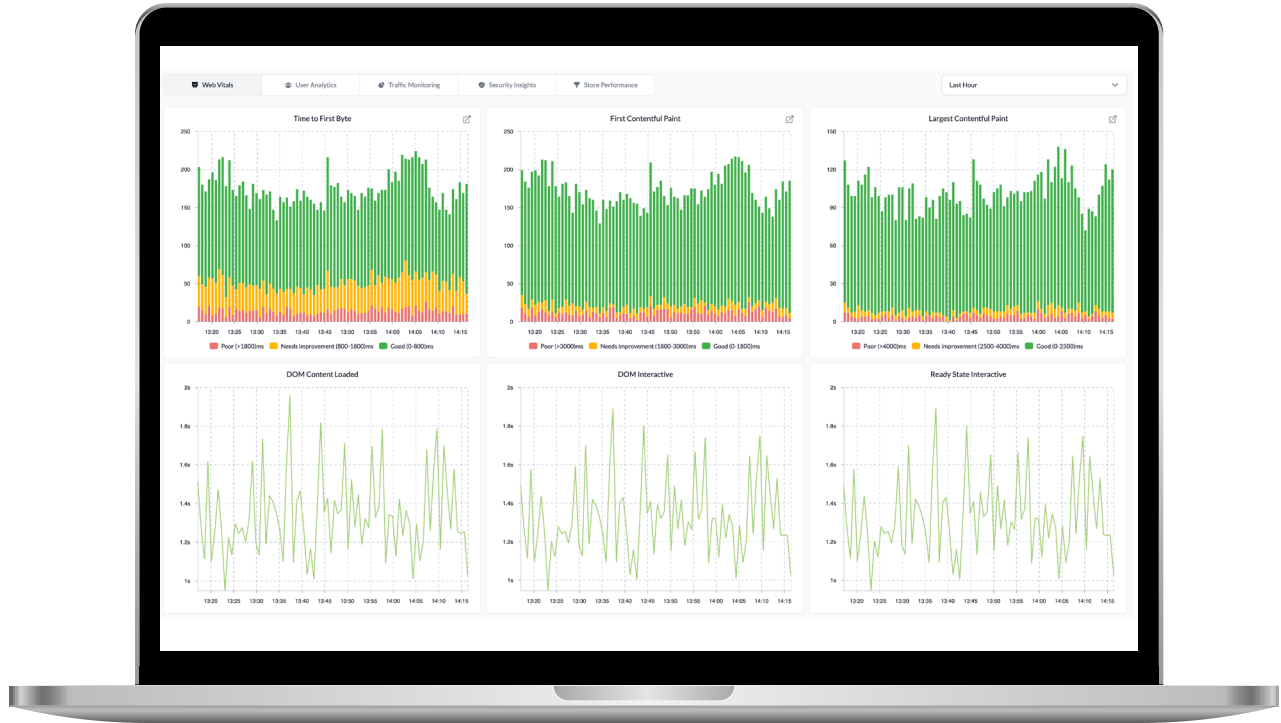 Web Vitals
User Analytics
Traffic Monitoring
Security Insights
Store Performance
Last Hour
Time to First Byte
250
200
150
100
50
0
13:20 13:25 13:30 13:35 13:40 13:45 13:50 13:55 14:00 14:05 14:10 14:15
Poor (>1800)ms Needs improvement (800-1800)ms Good (0-800)ms
First Contentful Paint
250
200
150
100
50
0
13:20 13:25 13:30 13:35 13:40 13:45 13:50 13:55 14:00 14:05 14:10 14:15
Poor (>3000)ms Needs improvement (1800-3000)ms Good (0-1800)ms
Largest Contentful Paint
150
120
90
60
30
0
13:20 13:25 13:30 13:35 13:40 13:45 13:50 13:55 14:00 14:05 14:10 14:15
Poor (>4000)ms Needs improvement (2500-4000)ms Good (0-2500)ms
DOM Content Loaded
2s
1.8s
1.6s
1.4s
1.2s
1s
13:20 13:25 13:30 13:35 13:40 13:45 13:50 13:55 14:00 14:05 14:10 14:15
DOM Interactive
2s
1.8s
1.6s
1.4s
1.2s
1s
13:20 13:25 13:30 13:35 13:40 13:45 13:50 13:55 14:00 14:05 14:10 14:15
Ready State Interactive
2s
1.8s
1.6s
1.4s
1.2s
1s
13:20 13:25 13:30 13:35 13:40 13:45 13:50 13:55 14:00 14:05 14:10 14:15